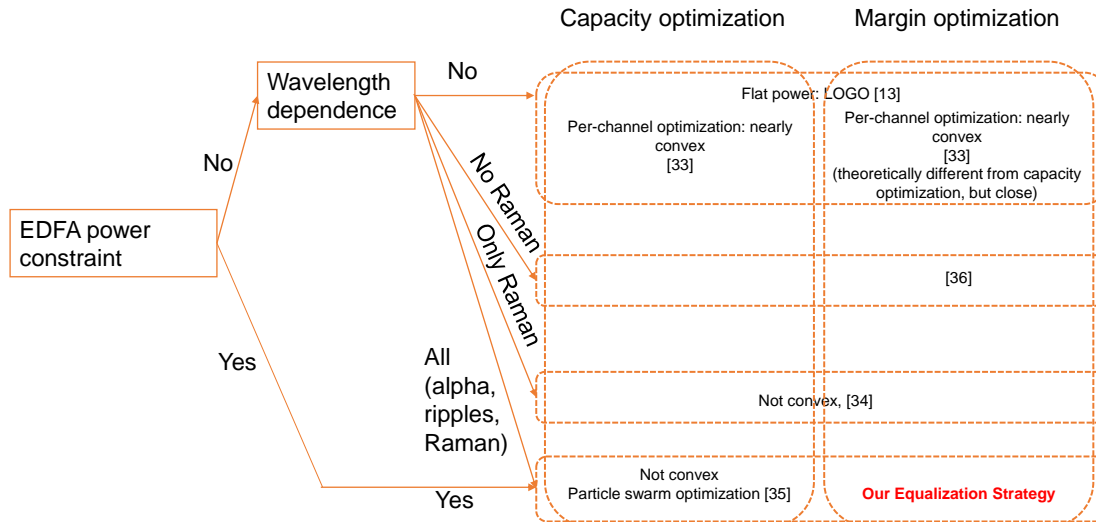 Capacity optimization
Margin optimization
Wavelength
dependence
No
Flat power: LOGO [13]
Per-channel optimization: nearly
convex
[33]
Per-channel optimization: nearly
convex
[33]
(theoretically different from capacity
optimization, but close)
No
No Raman
EDFA power
constraint
Only Raman
[36]
Yes
All
(alpha,
ripples,
Raman)
Not convex, [34]
Yes
Not convex
Particle swarm optimization [35]
Our Equalization Strategy